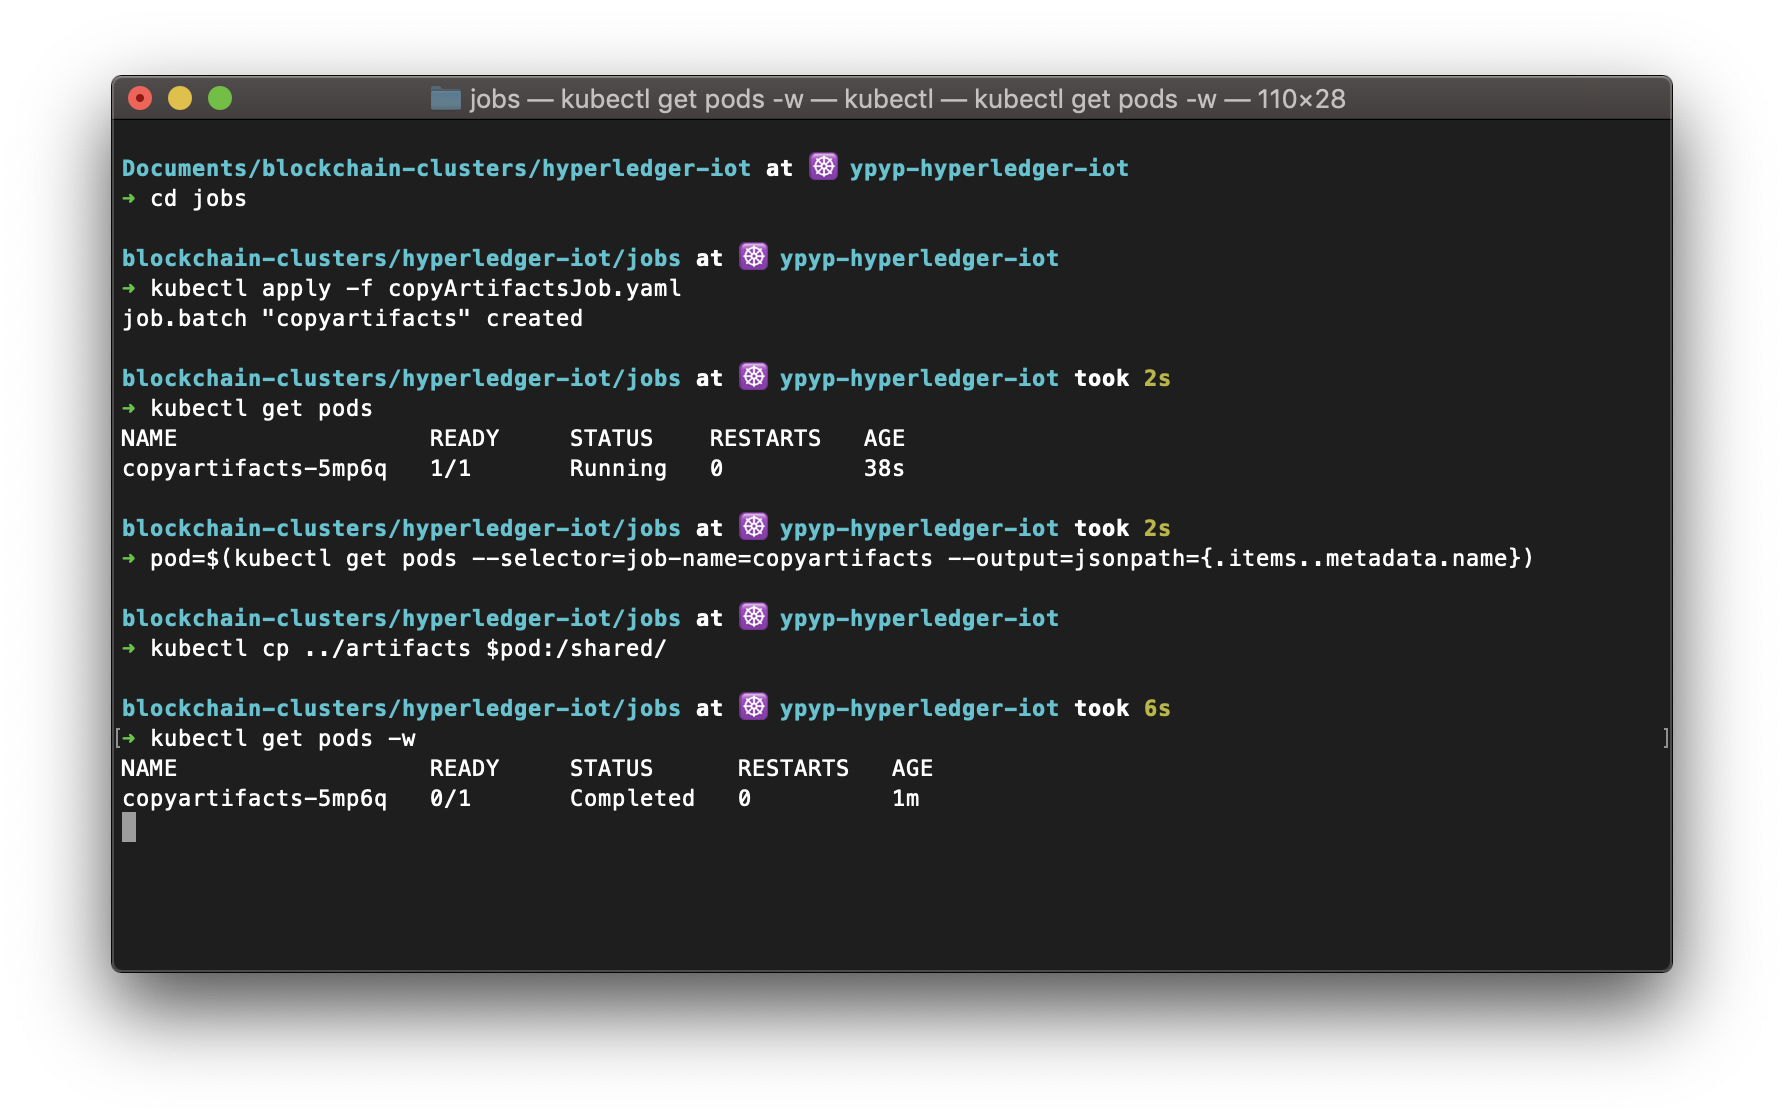 jobs — kubectl get pods -w — kubectl — kubectl get pods -w — 110×28
Documents/blockchain-clusters/hyperledger-iot at ☸️ ypyp-hyperledger-iot
➜ cd jobs
blockchain-clusters/hyperledger-iot/jobs at ☸️ ypyp-hyperledger-iot
➜ kubectl apply -f copyArtifactsJob.yaml
job.batch "copyartifacts" created
blockchain-clusters/hyperledger-iot/jobs at ☸️ ypyp-hyperledger-iot took 2s
➜ kubectl get pods
NAME READY STATUS RESTARTS AGE
copyartifacts-5mp6q 1/1 Running 0 38s
blockchain-clusters/hyperledger-iot/jobs at ☸️ ypyp-hyperledger-iot took 2s
➜ pod=$(kubectl get pods --selector=job-name=copyartifacts --output=jsonpath={.items..metadata.name})
blockchain-clusters/hyperledger-iot/jobs at ☸️ ypyp-hyperledger-iot
➜ kubectl cp ../artifacts $pod:/shared/
blockchain-clusters/hyperledger-iot/jobs at ☸️ ypyp-hyperledger-iot took 6s
[➜ kubectl get pods -w ]
NAME READY STATUS RESTARTS AGE
copyartifacts-5mp6q 0/1 Completed 0 1m